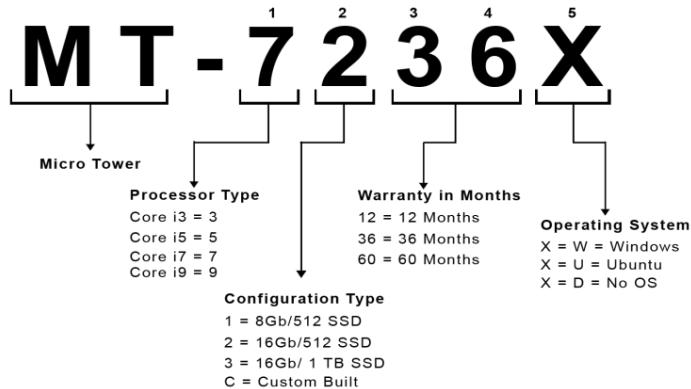 1 2 3 4 5
MT-7236X
Micro Tower
Processor Type
Core i3 = 3
Core i5 = 5
Core i7 = 7
Core i9 = 9
Configuration Type
1 = 8Gb/512 SSD
2 = 16Gb/512 SSD
3 = 16Gb/ 1 TB SSD
C = Custom Built
Warranty in Months
12 = 12 Months
36 = 36 Months
60 = 60 Months
Operating System
X = W = Windows
X = U = Ubuntu
X = D = No OS